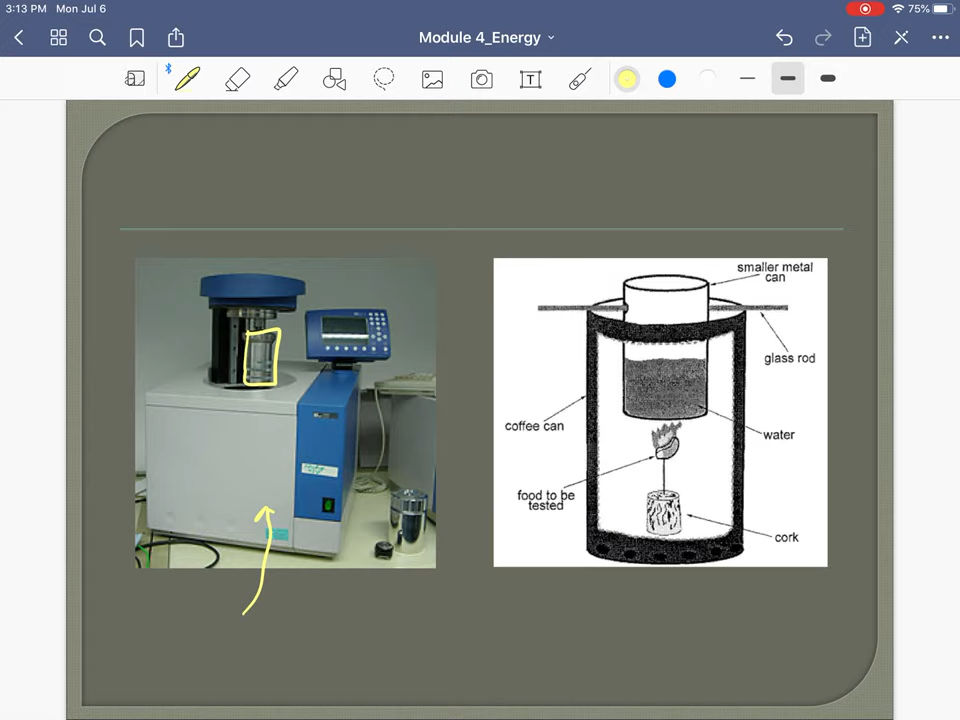 3:13 PM Mon Jul 6
75%
Module 4_Energy
T
smaller metal
can
glass rod
coffee can
water
food to be
tested
cork